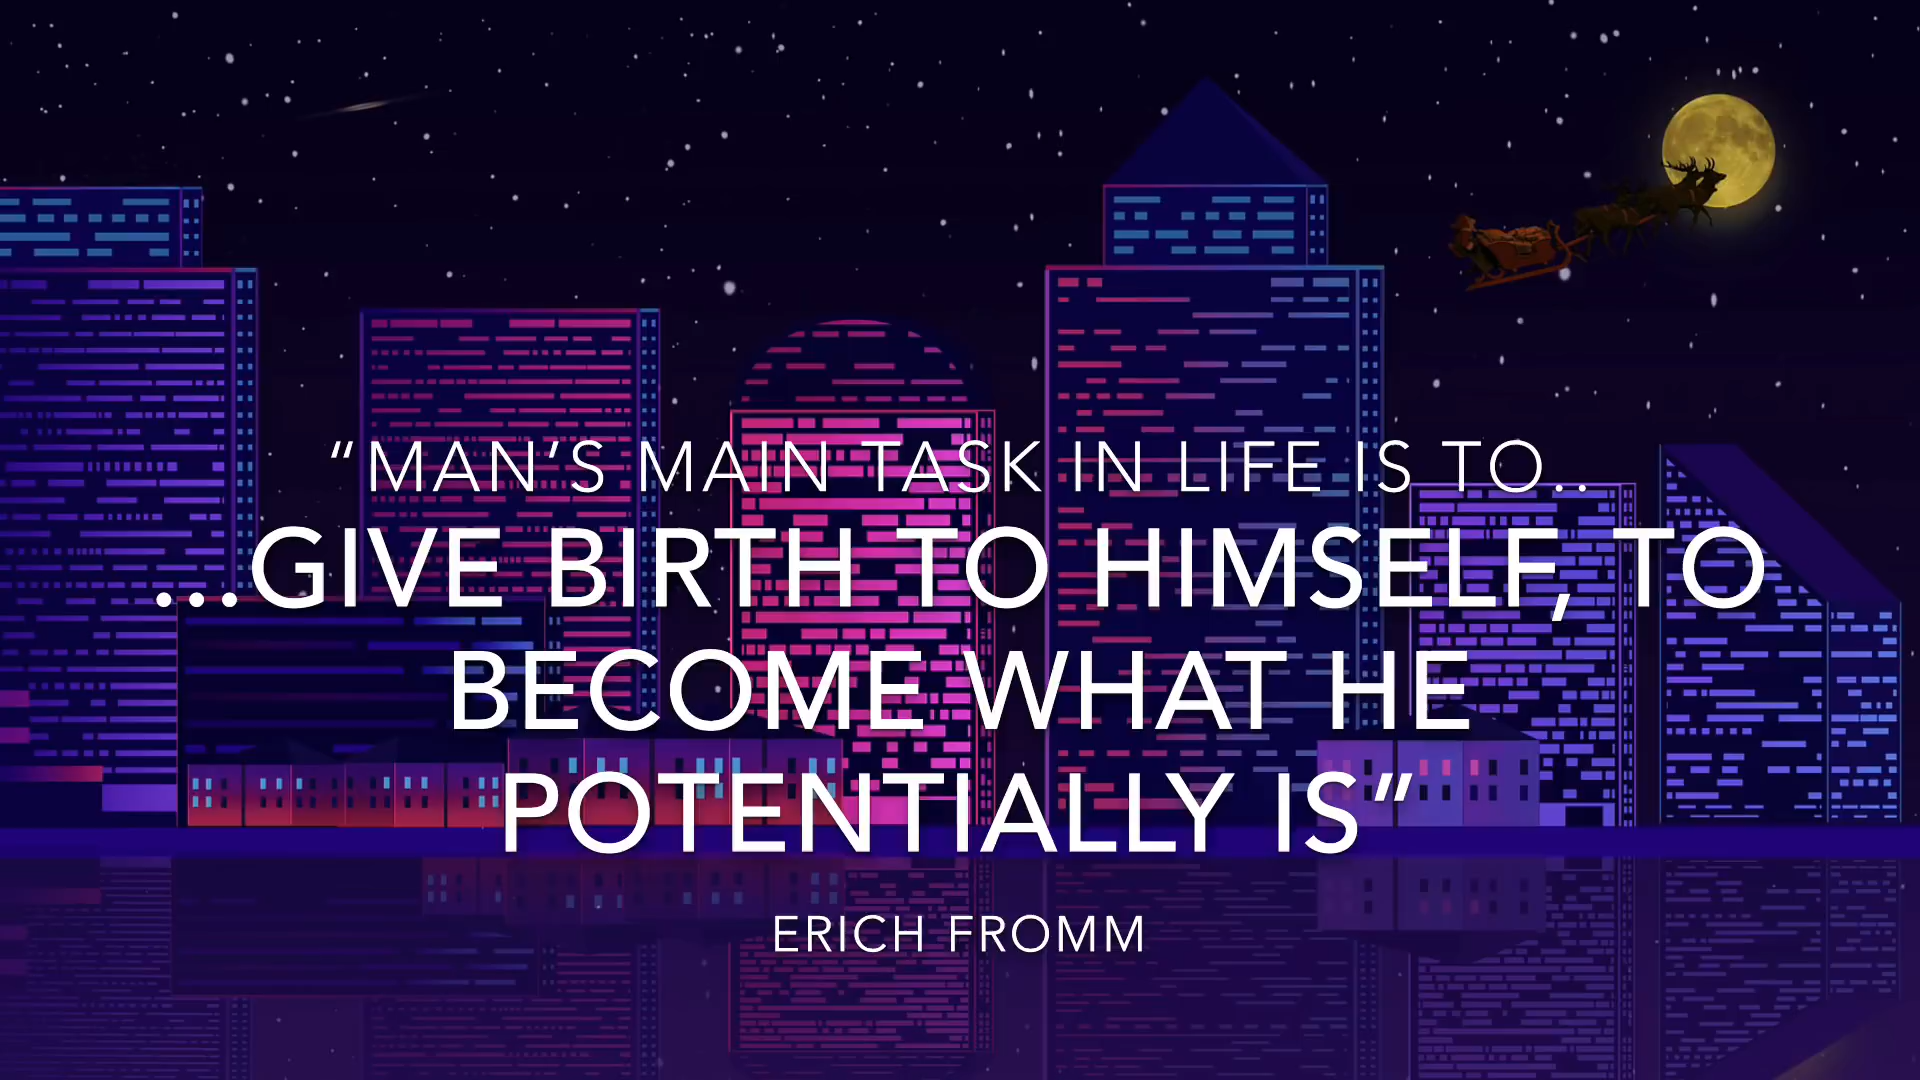 “MAN’S MAIN TASK IN LIFE IS TO..
...GIVE BIRTH TO HIMSELF, TO
BECOME WHAT HE
POTENTIALLY IS”
ERICH FROMM